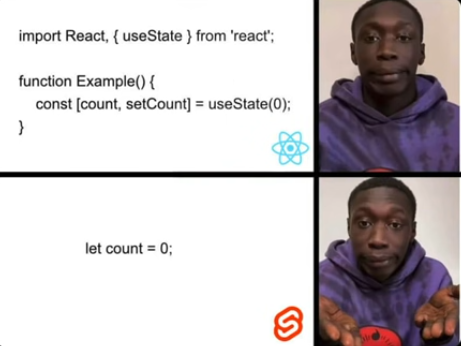 import React, { useState } from 'react';
function Example() {
const [count, setCount] = useState(0);
}
let count = 0;